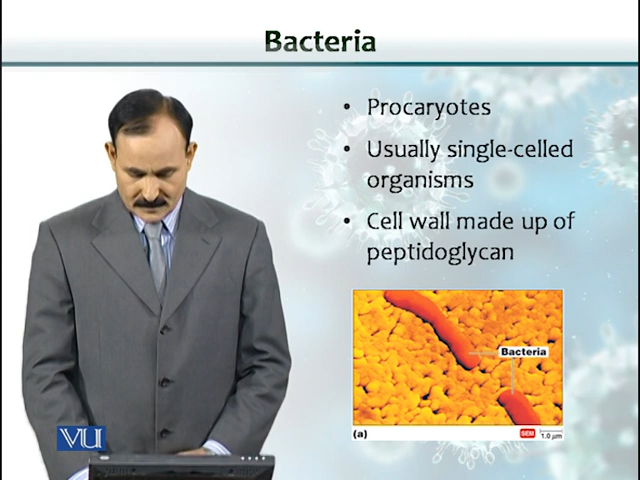 Bacteria
• Procaryotes
• Usually single-celled
organisms
• Cell wall made up of
peptidoglycan
Bacteria
(a)
SEM
1.0 µm
VU